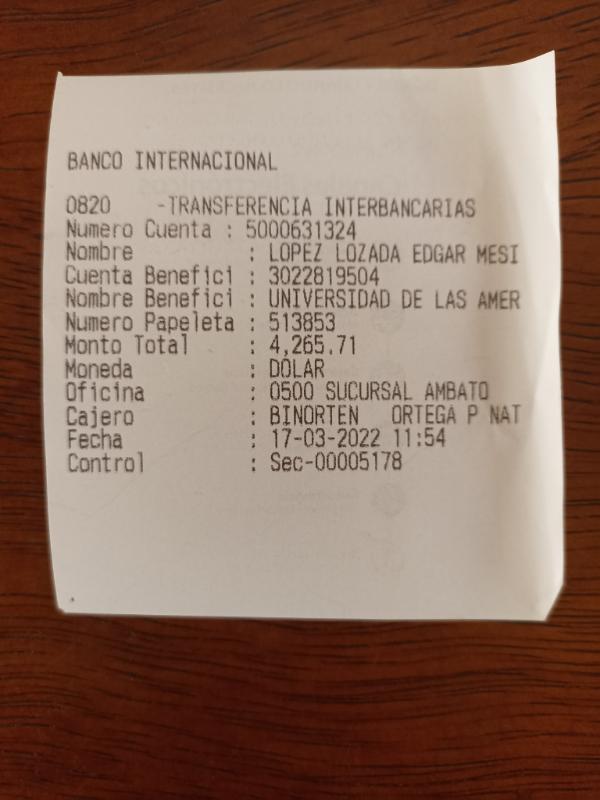 BANCO INTERNACIONAL
0820 -TRANSFERENCIA INTERBANCARIAS
Numero Cuenta : 5000631324
Nombre : LOPEZ LOZADA EDGAR MESI
Cuenta Benefici : 3022819504
Nombre Benefici : UNIVERSIDAD DE LAS AMER
Numero Papeleta : 513853
Monto Total : 4,265.71
Moneda : DOLAR
Oficina : 0500 SUCURSAL AMBATO
Cajero : BINORTEN ORTEGA P NAT
Fecha : 17-03-2022 11:54
Control : Sec-00005178